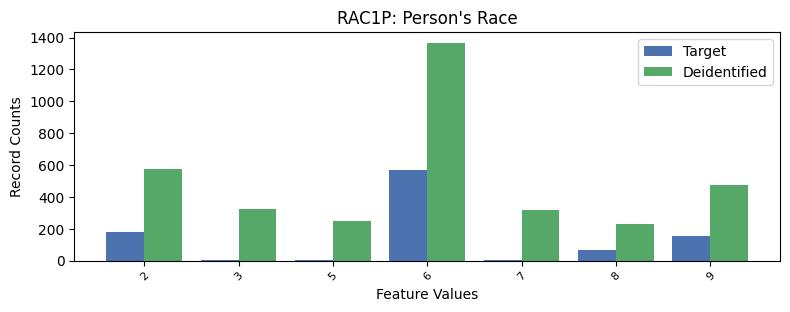 RAC1P: Person's Race
Target
Deidentified
Record Counts
1400
1200
1000
800
600
400
200
0
2 3 5 6 7 8 9
Feature Values